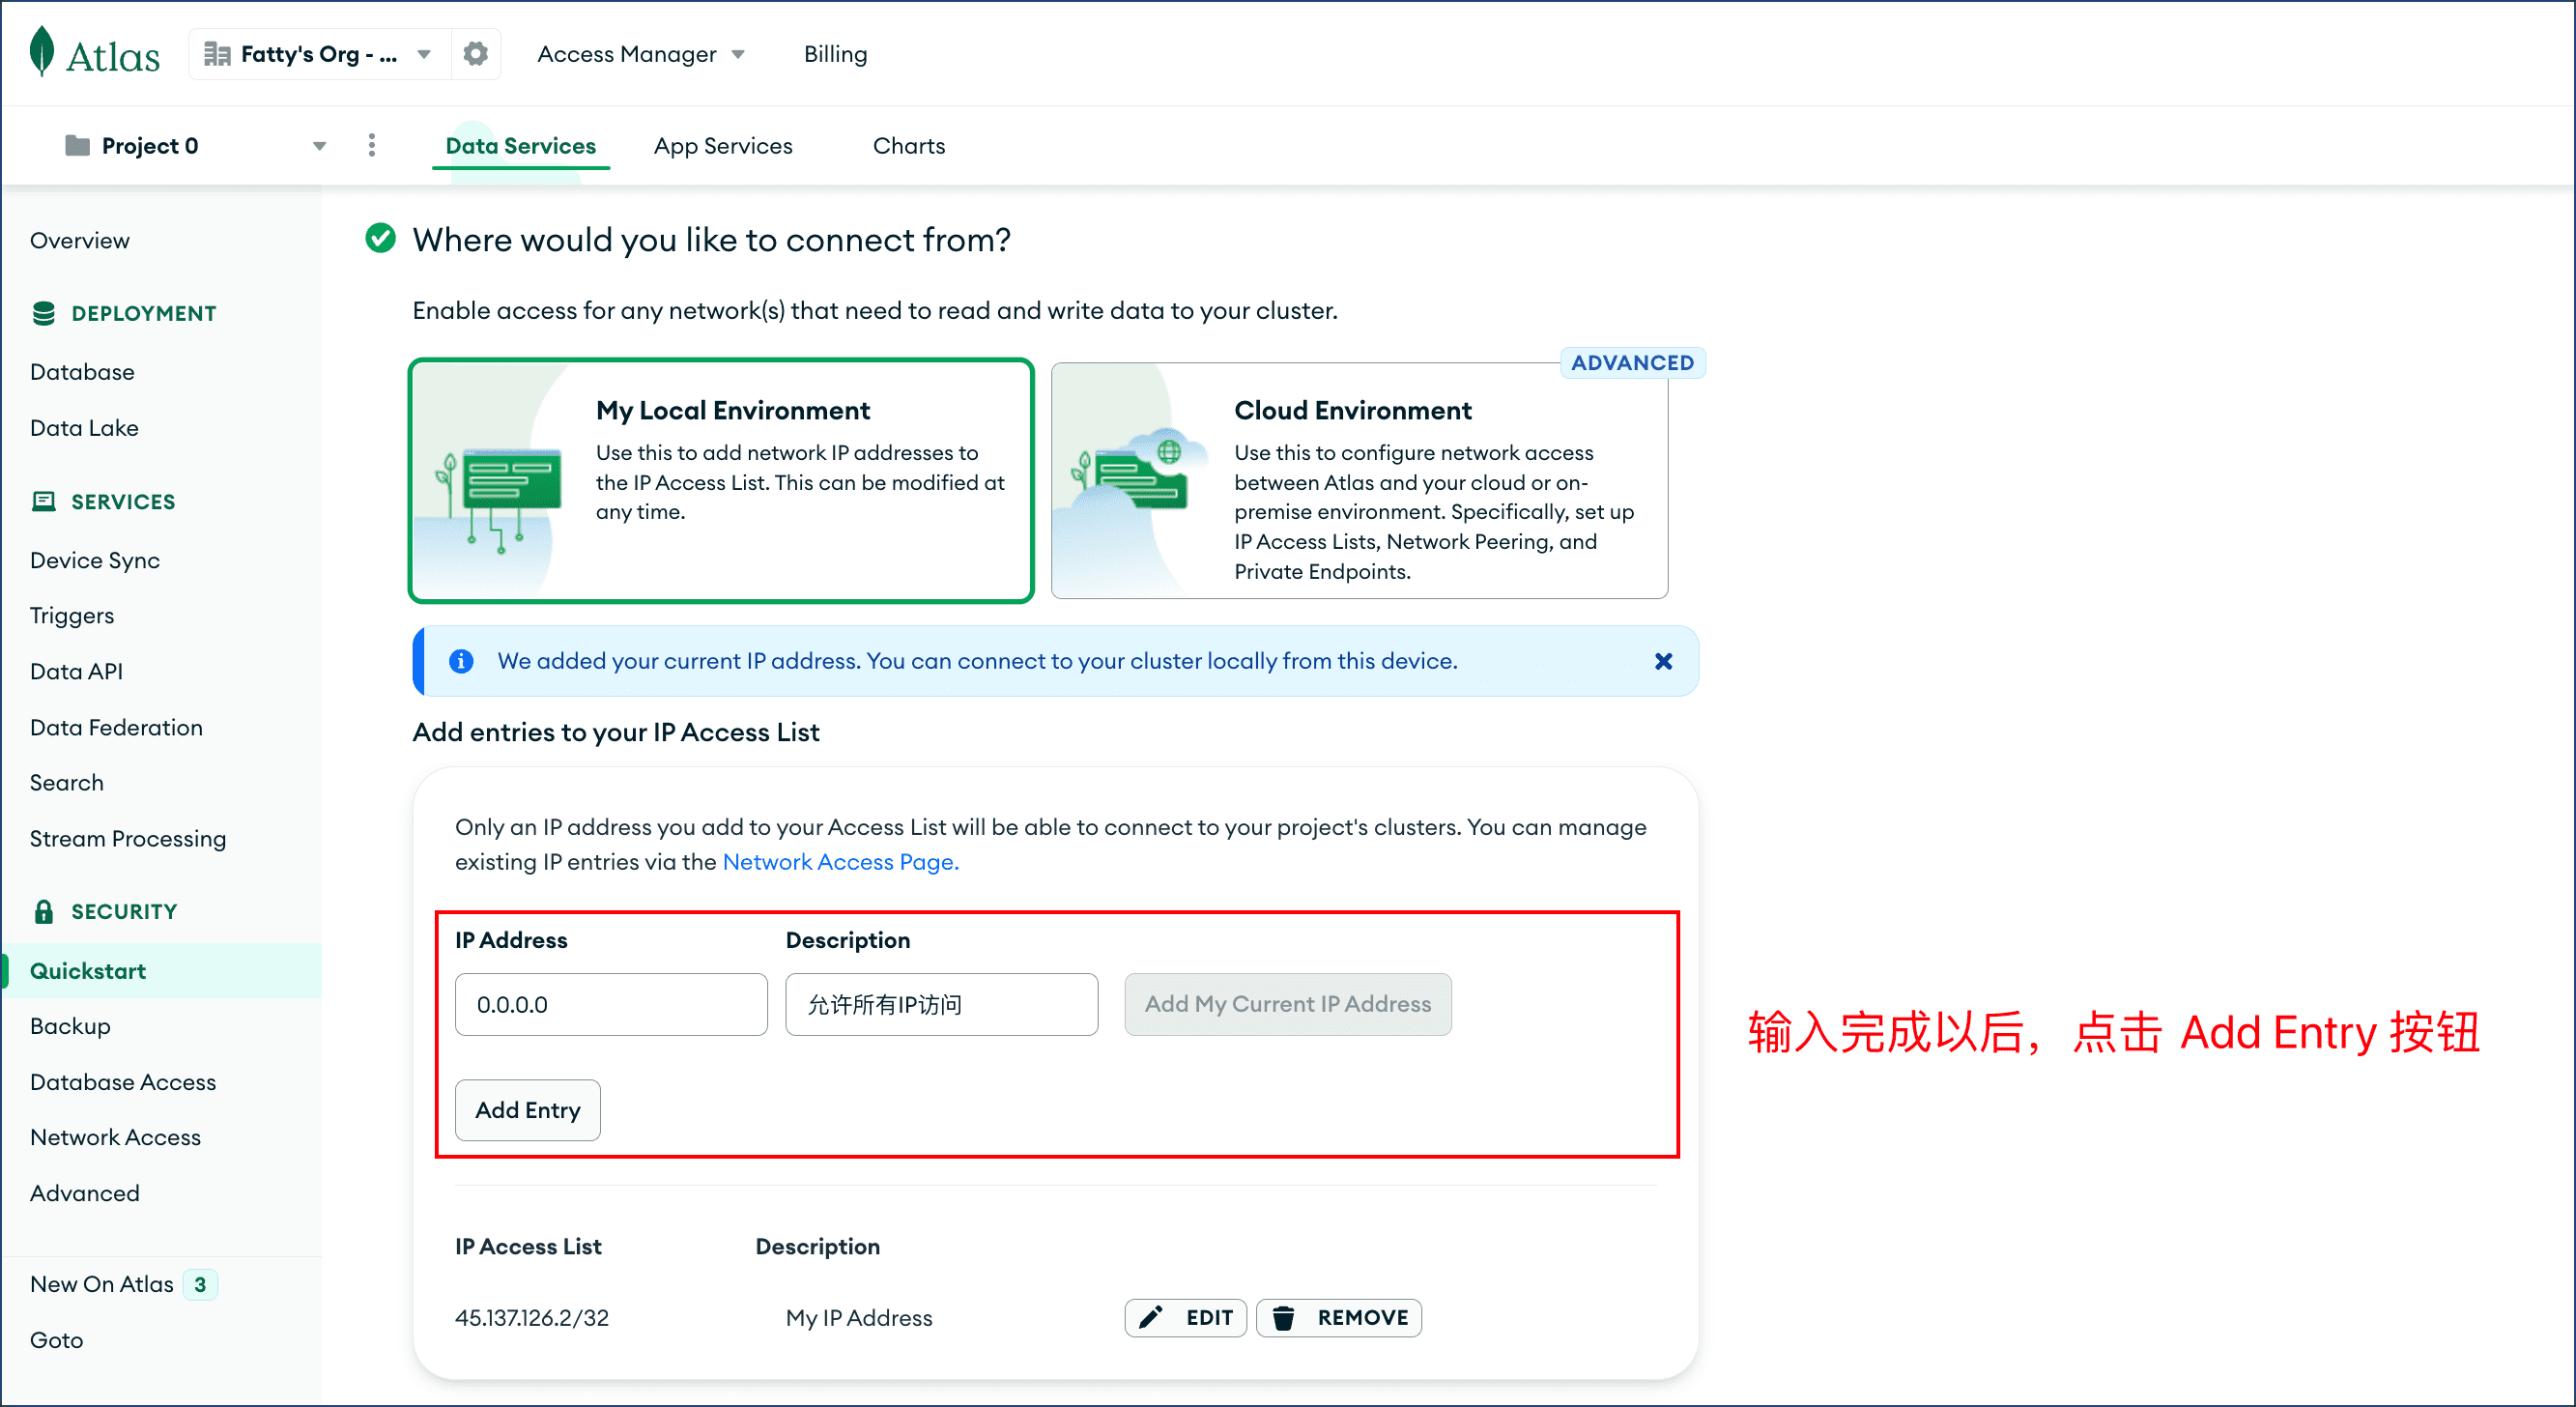 Atlas
Fatty's Org - ...
Access Manager
Billing
Project 0
Data Services
App Services
Charts
Overview
DEPLOYMENT
Database
Data Lake
SERVICES
Device Sync
Triggers
Data API
Data Federation
Search
Stream Processing
SECURITY
Quickstart
Backup
Database Access
Network Access
Advanced
New On Atlas 3
Goto
Where would you like to connect from?
Enable access for any network(s) that need to read and write data to your cluster.
My Local Environment
Use this to add network IP addresses to
the IP Access List. This can be modified at
any time.
ADVANCED
Cloud Environment
Use this to configure network access
between Atlas and your cloud or on-
premise environment. Specifically, set up
IP Access Lists, Network Peering, and
Private Endpoints.
We added your current IP address. You can connect to your cluster locally from this device.
Add entries to your IP Access List
Only an IP address you add to your Access List will be able to connect to your project's clusters. You can manage
existing IP entries via the Network Access Page.
IP Address
Description
0.0.0.0
允许所有IP访问
Add My Current IP Address
Add Entry
输入完成以后，点击 Add Entry 按钮
IP Access List
Description
45.137.126.2/32
My IP Address
EDIT
REMOVE